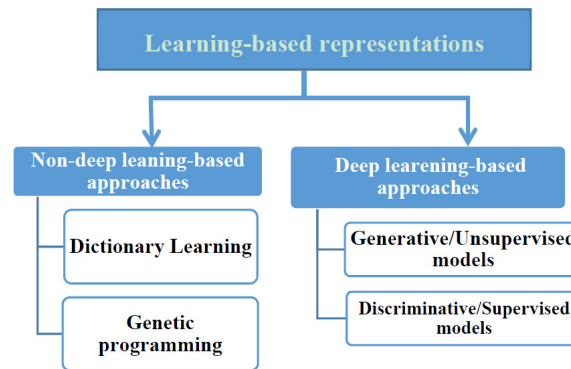 Learning-based representations
Non-deep leaning-based
approaches
Deep learening-based
approaches
Dictionary Learning
Genetic
programming
Generative/Unsupervised
models
Discriminative/Supervised
models